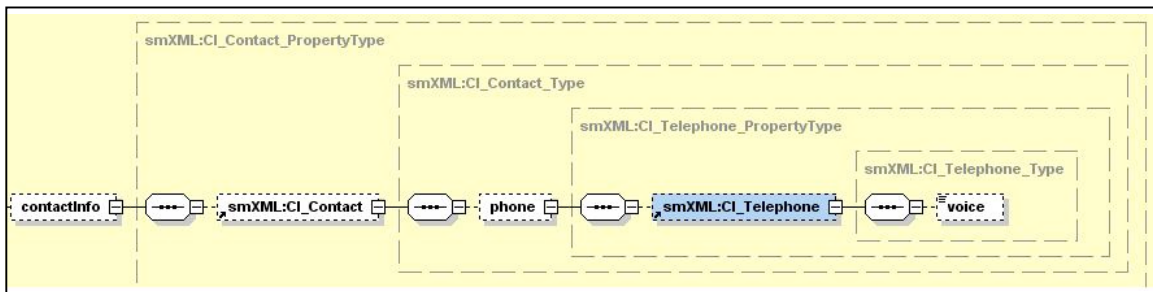 smXML:CI_Contact_PropertyType
smXML:CI_Contact_Type
smXML:CI_Telephone_PropertyType
smXML:CI_Telephone_Type
contactInfo
smXML:CI_Contact
phone
smXML:CI_Telephone
voice